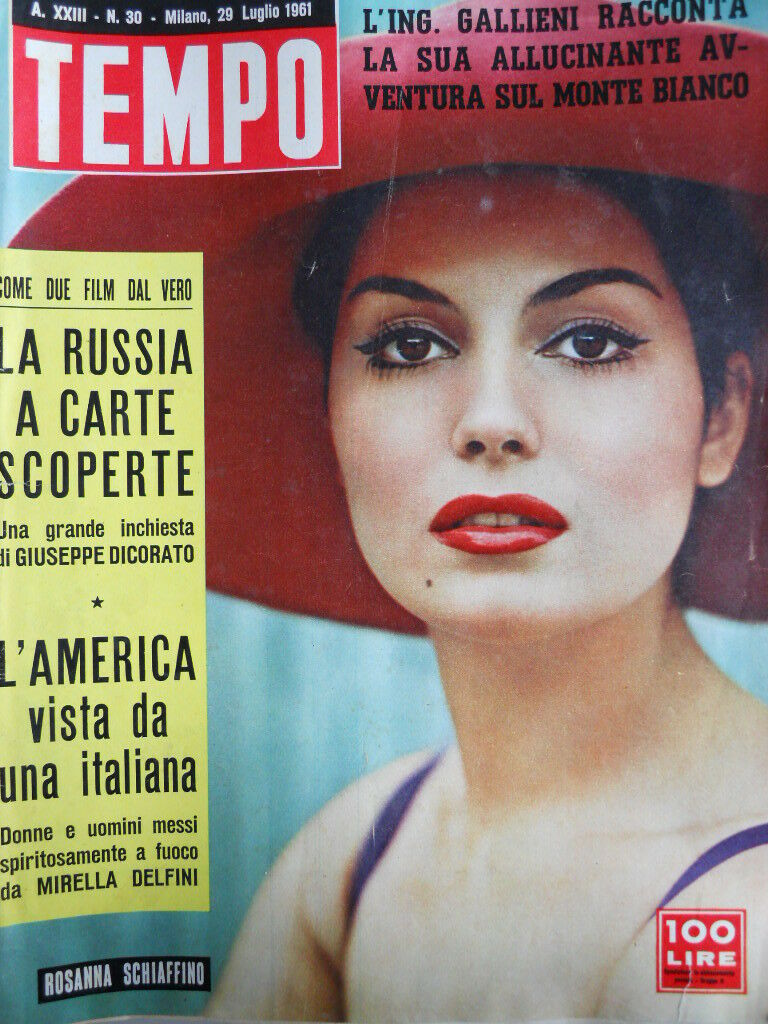 A. XXIII - N. 30 - Milano, 29 Luglio 1961
TEMPO
L'ING. GALLIENI RACCONTA
LA SUA ALLUCINANTE AV-
VENTURA SUL MONTE BIANCO
COME DUE FILM DAL VERO
LA RUSSIA
A CARTE
SCOPERTE
Una grande inchiesta
di GIUSEPPE DICORATO
★
L'AMERICA
vista da
una italiana
Donne e uomini messi
spiritosamente a fuoco
da MIRELLA DELFINI
ROSANNA SCHIAFFINO
100
LIRE